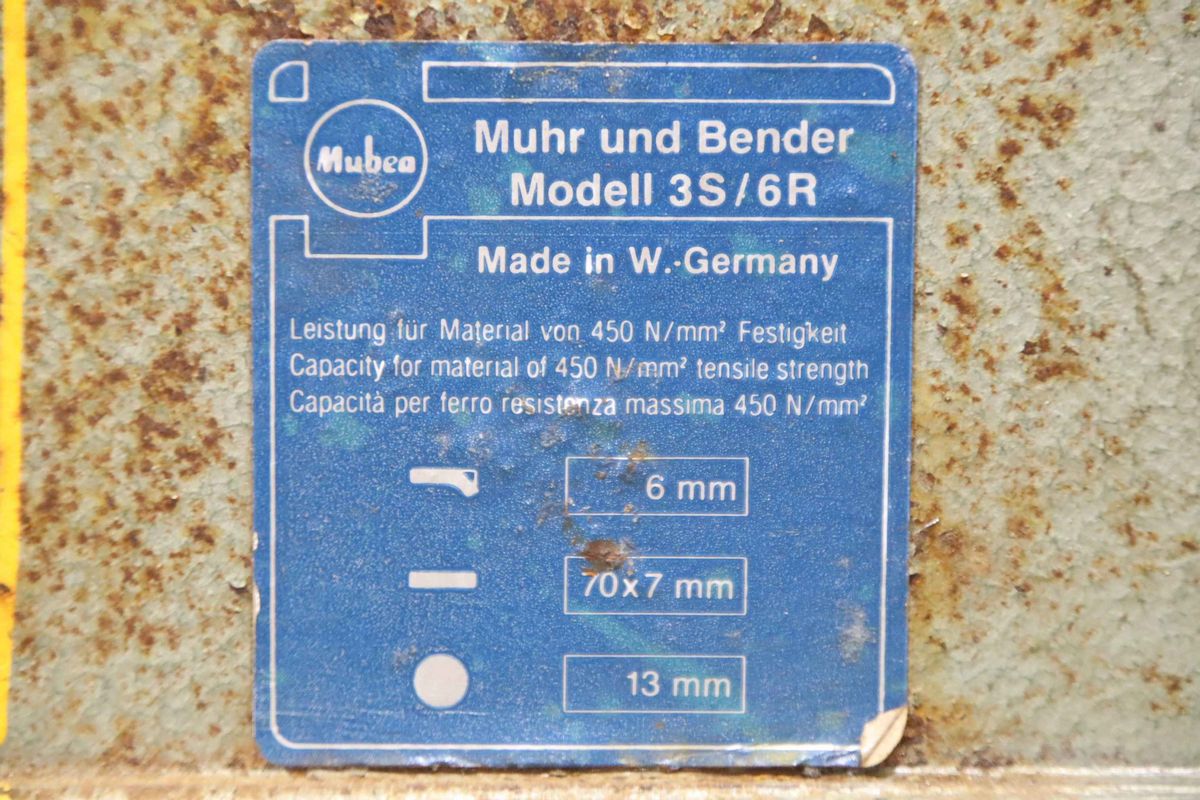 Mubea
Muhr und Bender
Modell 3S/6R
Made in W.-Germany
Leistung für Material von 450 N/mm² Festigkeit
Capacity for material of 450 N/mm² tensile strength
Capacità per ferro resistenza massima 450 N/mm²
6 mm
70x7 mm
13 mm